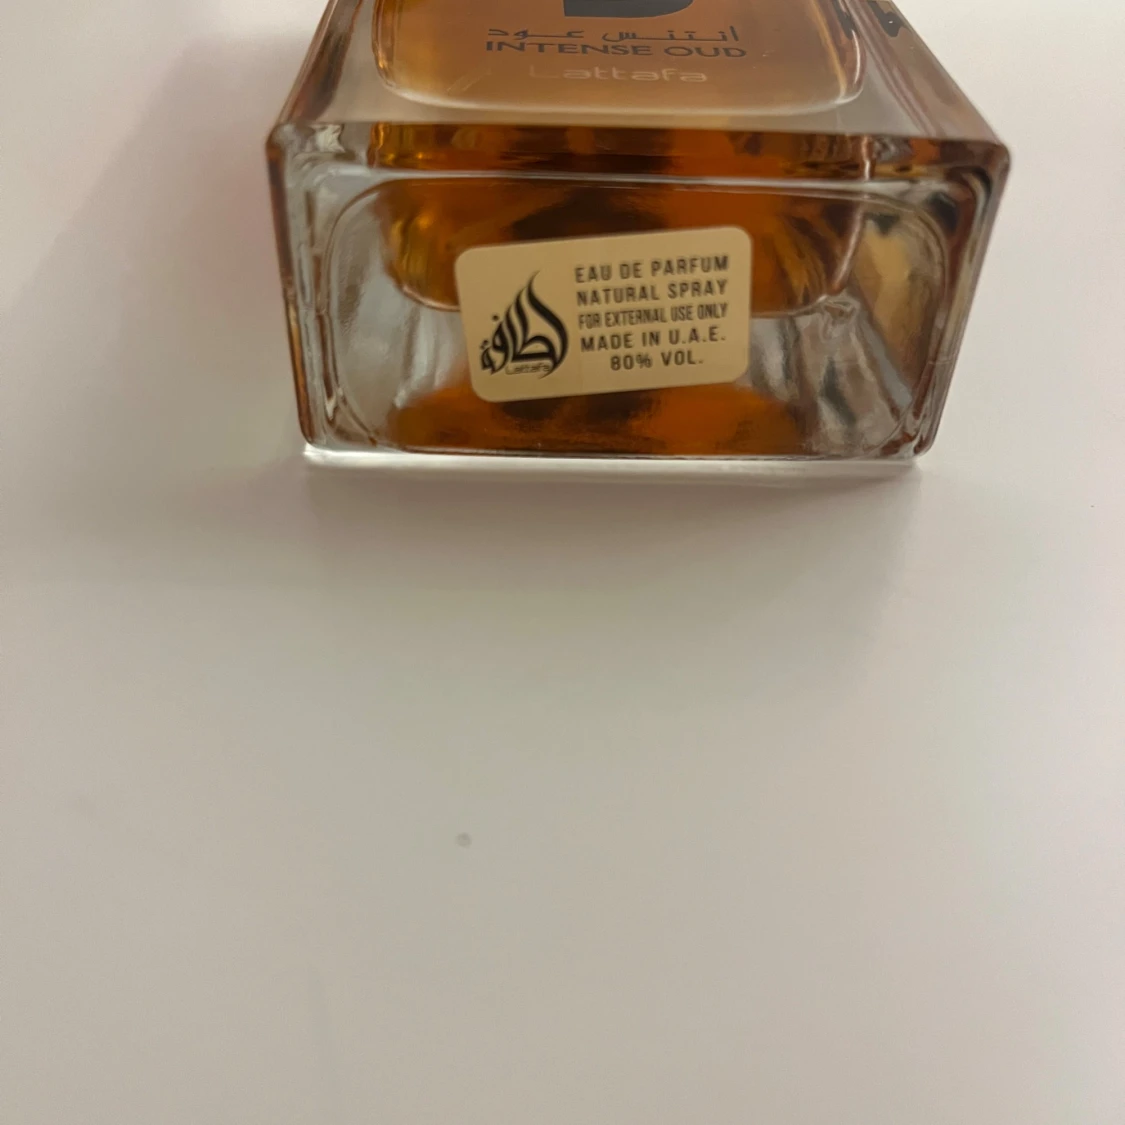 انتنس عود
INTENSE OUD
Lattafa
لطافة
Lattafa
EAU DE PARFUM
NATURAL SPRAY
FOR EXTERNAL USE ONLY
MADE IN U.A.E.
80% VOL.